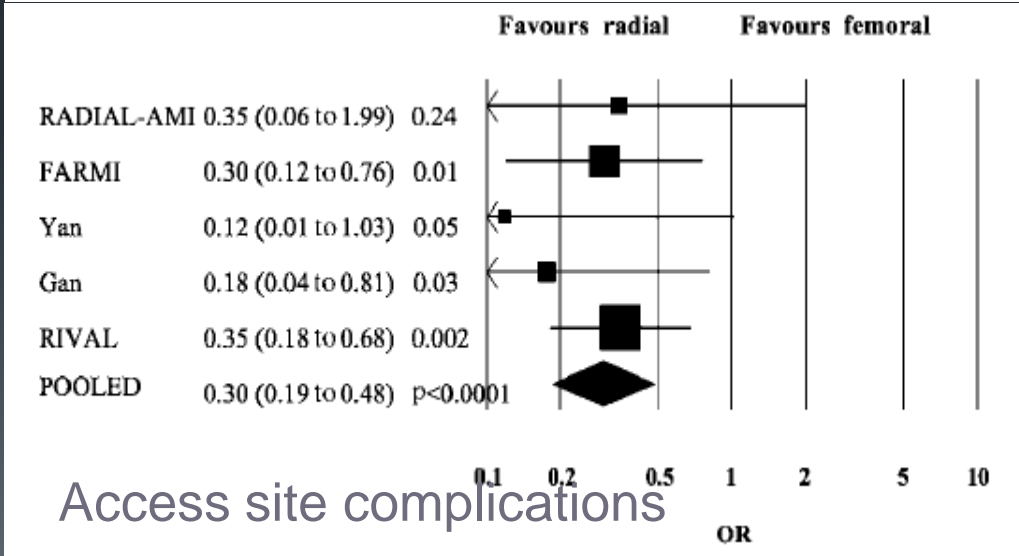 Favours radial Favours femoral
RADIAL-AMI 0.35 (0.06 to 1.99) 0.24
FARMI 0.30 (0.12 to 0.76) 0.01
Yan 0.12 (0.01 to 1.03) 0.05
Gan 0.18 (0.04 to 0.81) 0.03
RIVAL 0.35 (0.18 to 0.68) 0.002
POOLED 0.30 (0.19 to 0.48) p<0.0001
0.1 0.2 0.5 1 2 5 10
Access site complications
OR